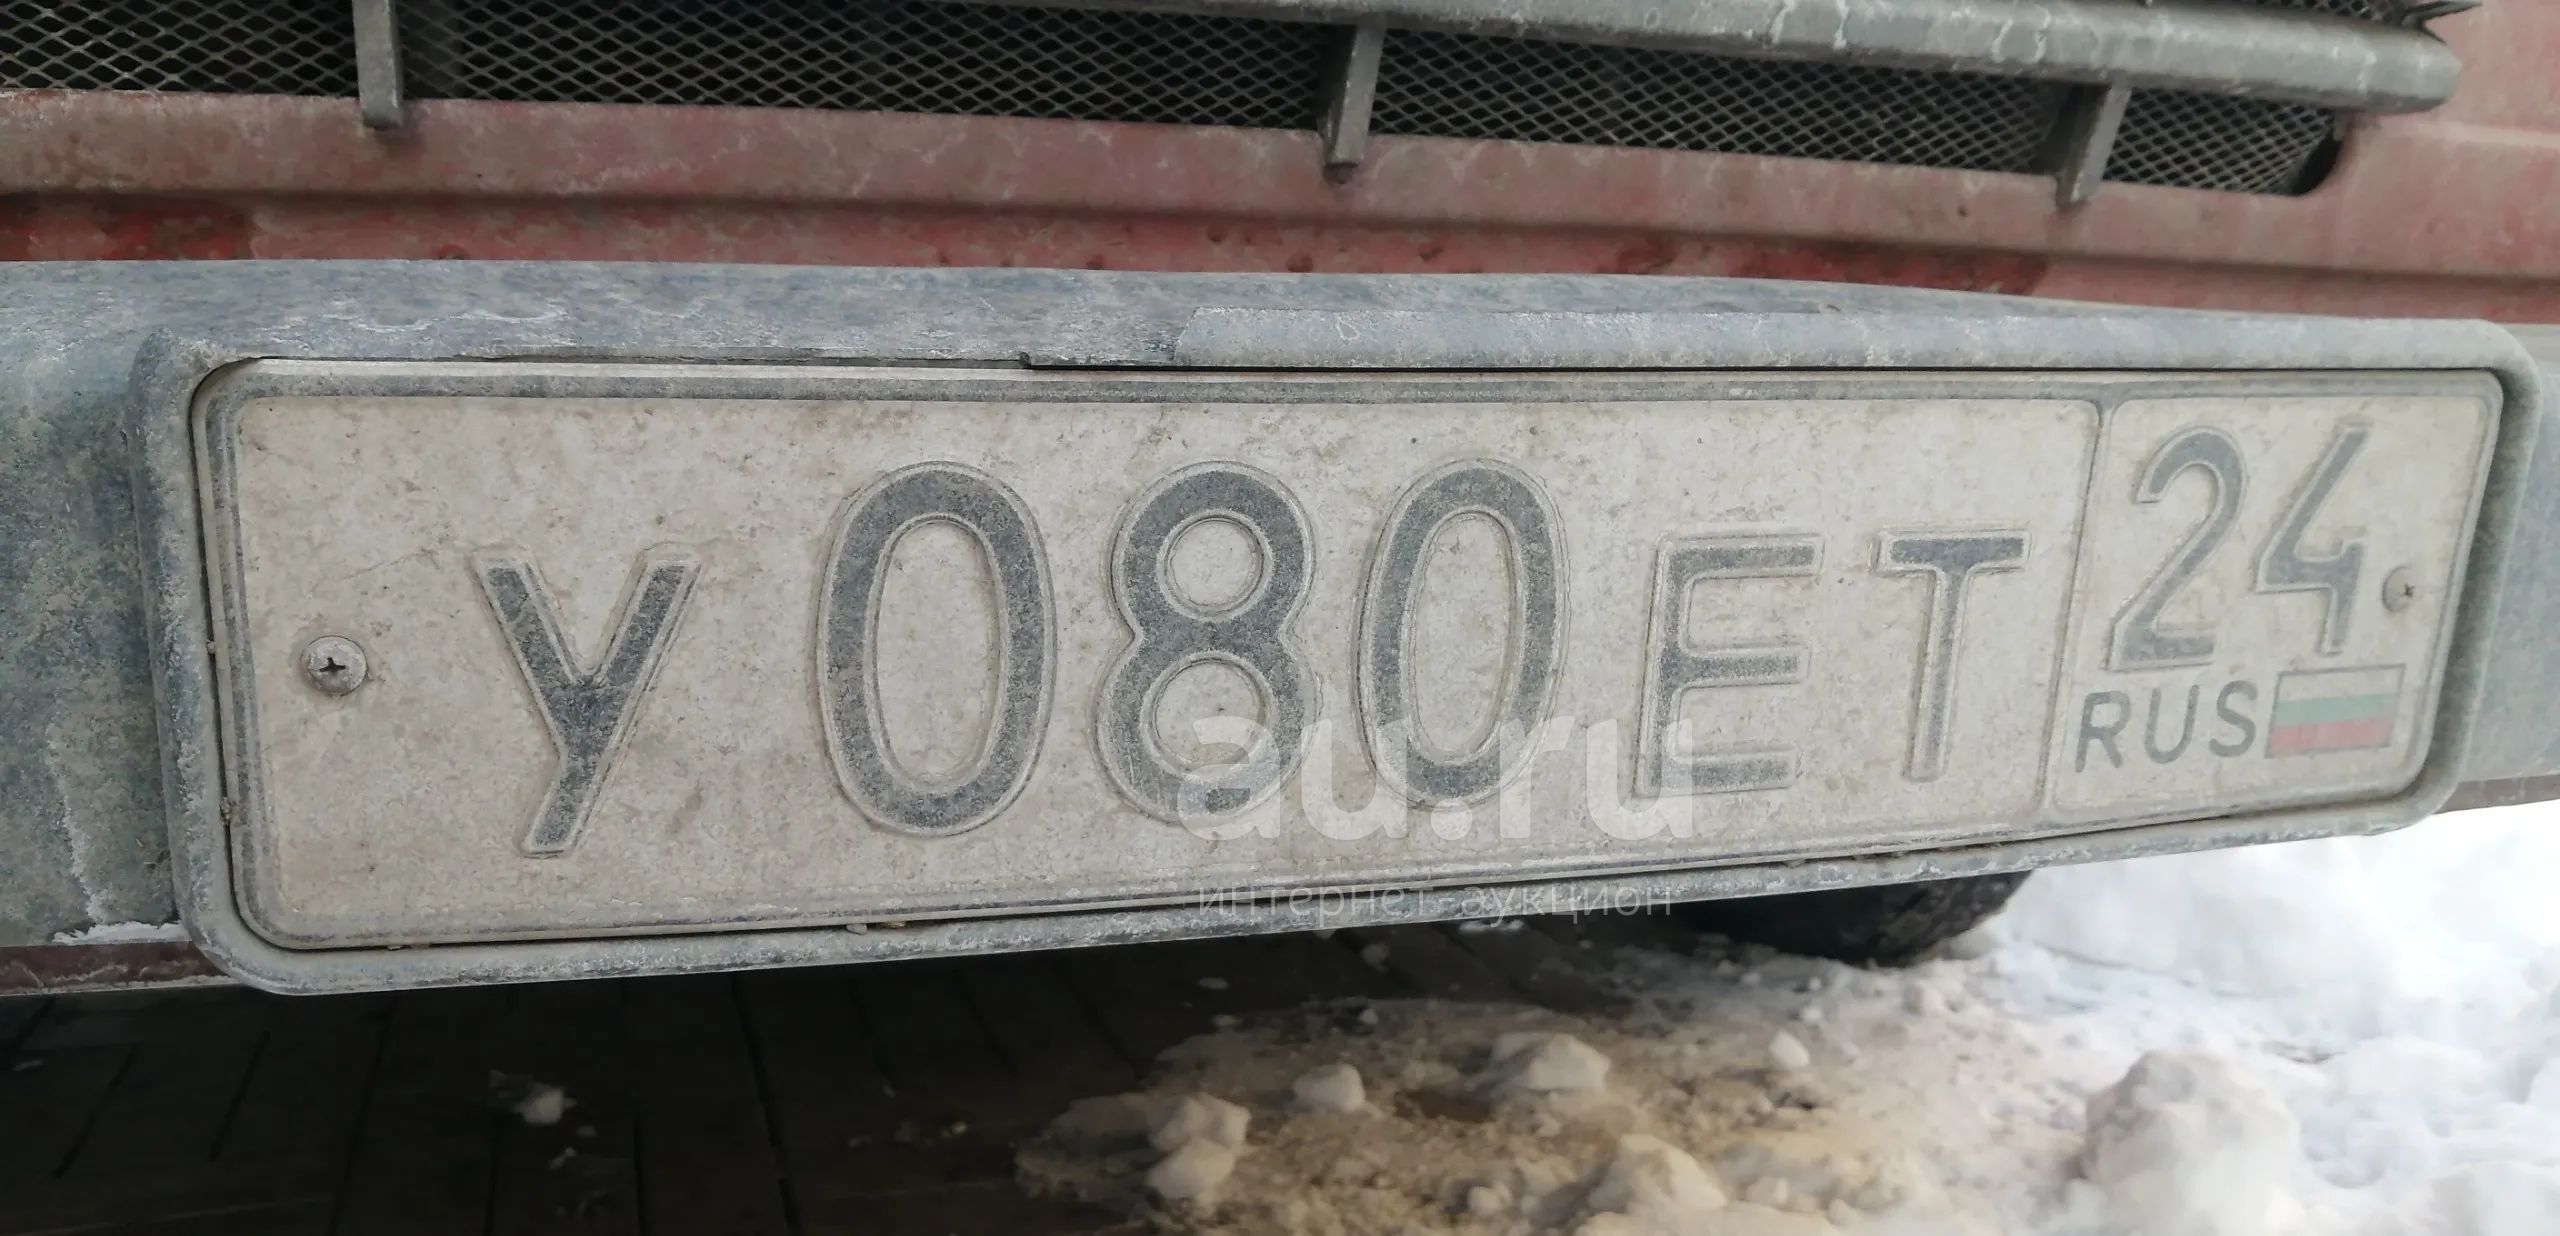 У 080 ЕТ 24
RUS
au.ru
интернет-аукцион